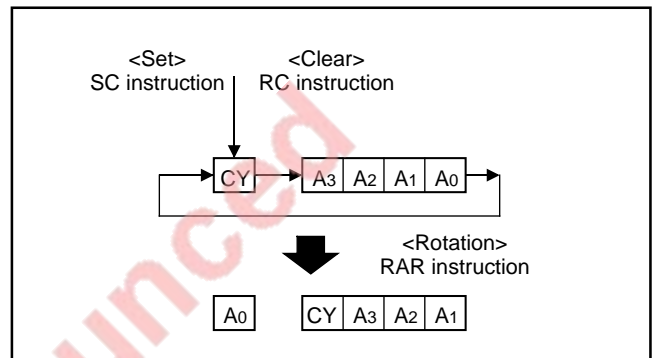 <Set> <Clear>
SC instruction RC instruction
CY A3 A2 A1 A0
<Rotation>
RAR instruction
A0 CY A3 A2 A1
unced